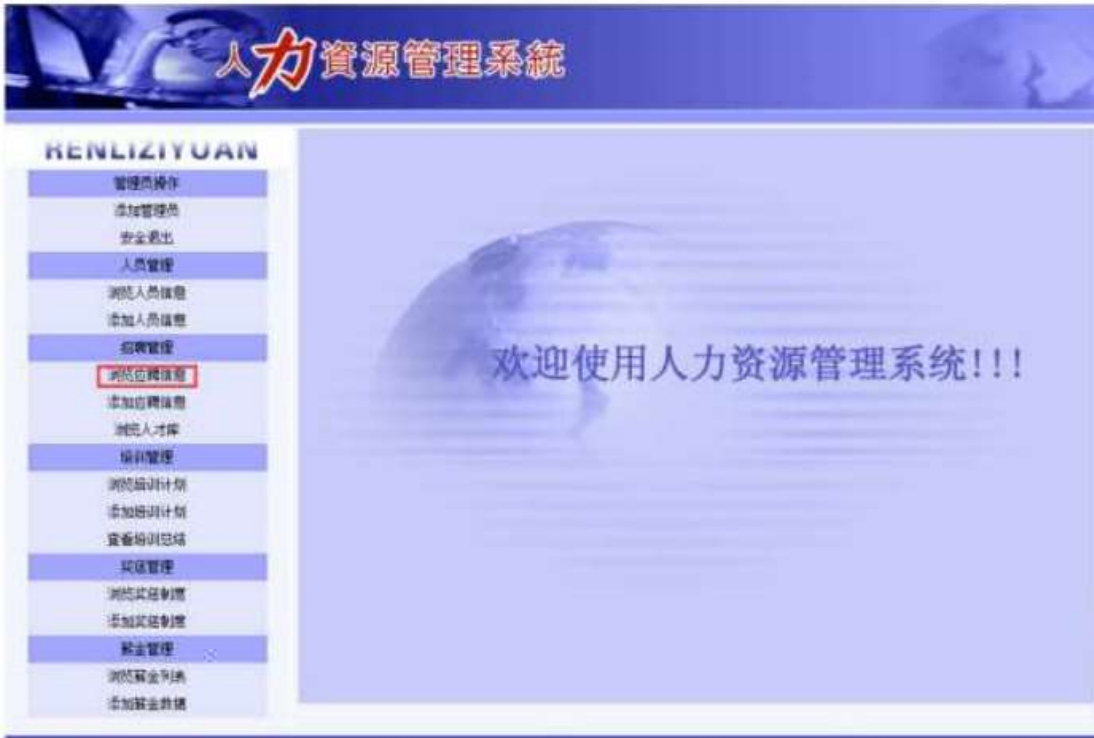 人力資源管理系統
RENLIZIYUAN
管理员操作
添加管理员
安全退出
人员管理
浏览人员信息
添加人员信息
招聘管理
浏览应聘信息
添加应聘信息
浏览人才库
培训管理
浏览培训计划
添加培训计划
查看培训总结
奖惩管理
浏览奖惩制度
添加奖惩制度
薪金管理
浏览薪金列表
添加薪金数据
欢迎使用人力资源管理系统!!!